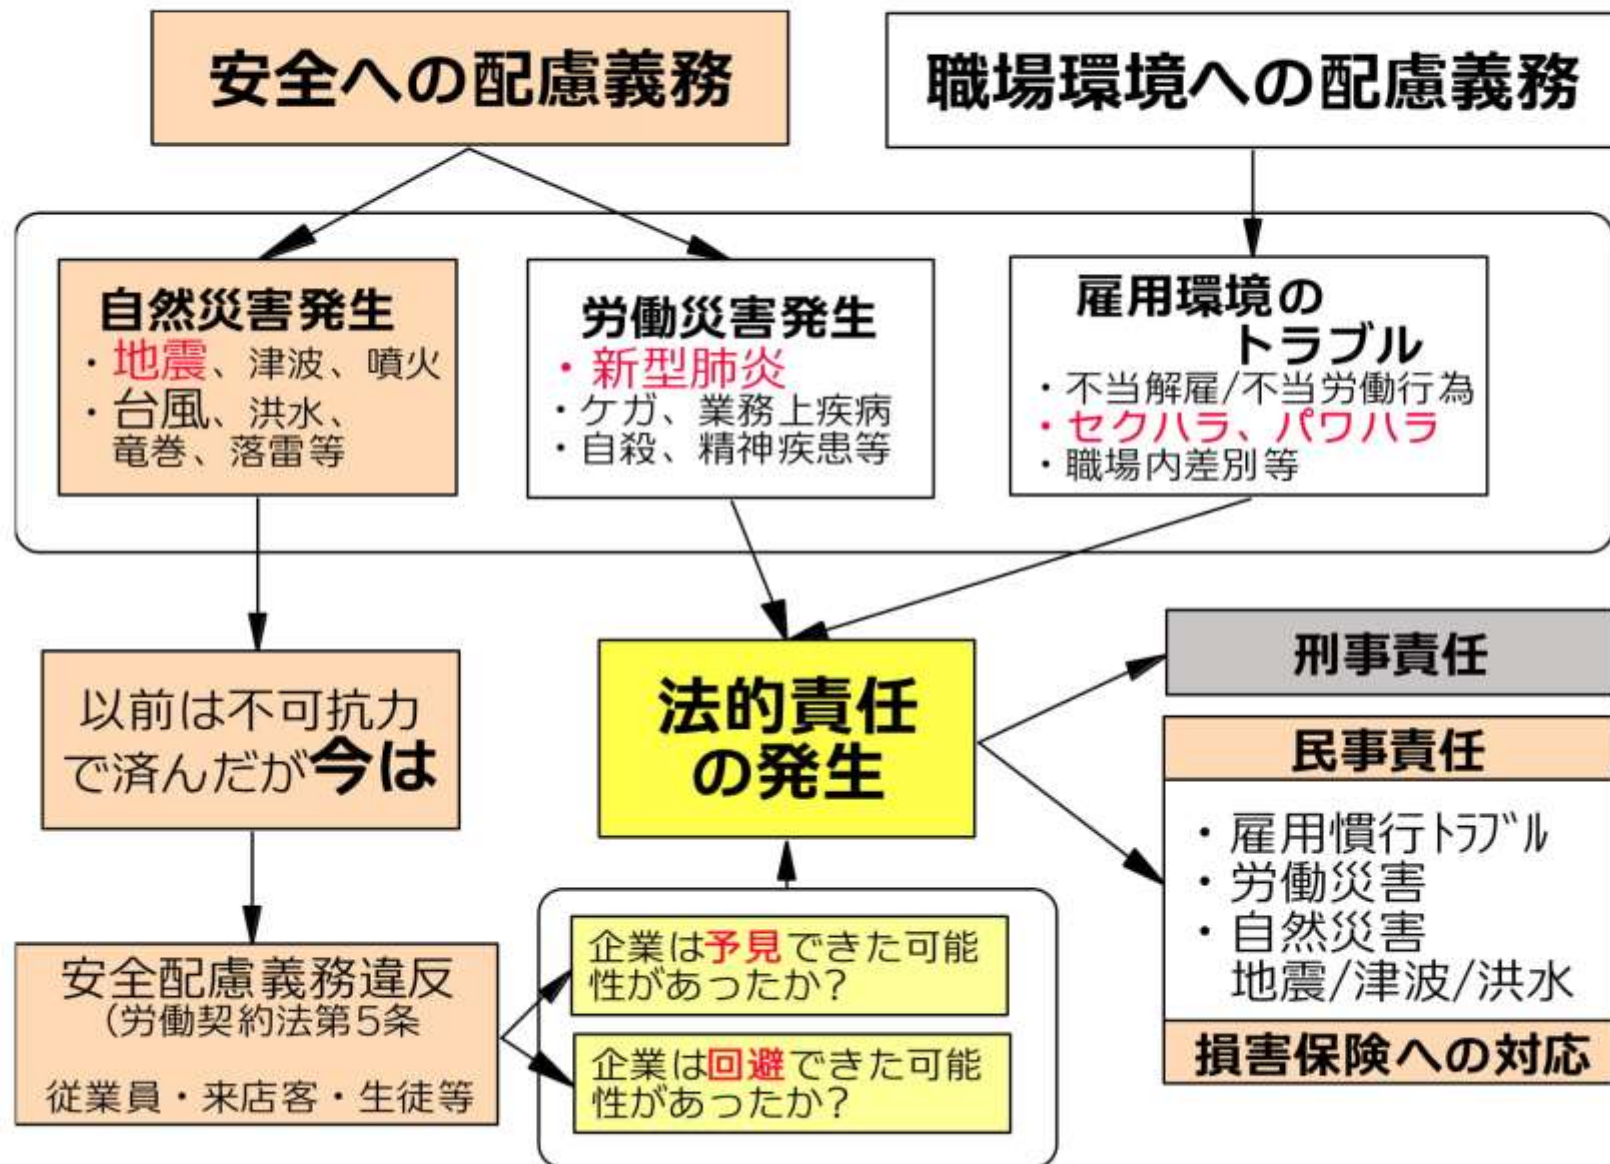 安全への配慮義務
職場環境への配慮義務
自然災害発生
・地震、津波、噴火
・台風、洪水、
竜巻、落雷等
労働災害発生
・新型肺炎
・ケガ、業務上疾病
・自殺、精神疾患等
雇用環境の
トラブル
・不当解雇/不当労働行為
・セクハラ、パワハラ
・職場内差別等
以前は不可抗力
で済んだが今は
法的責任
の発生
刑事責任
民事責任
・雇用慣行トラブル
・労働災害
・自然災害
地震/津波/洪水
損害保険への対応
安全配慮義務違反
(労働契約法第5条
従業員・来店客・生徒等
企業は予見できた可能
性があったか?
企業は回避できた可能
性があったか?